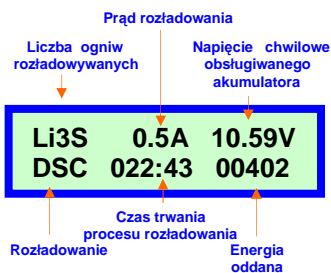 Prąd rozładowania
Liczba ogniw
rozładowywanych
Napięcie chwilowe
obsługiwanego
akumulatora
Li3S 0.5A 10.59V
DSC 022:43 00402
Czas trwania
procesu rozładowania
Rozładowanie
Energia
oddana